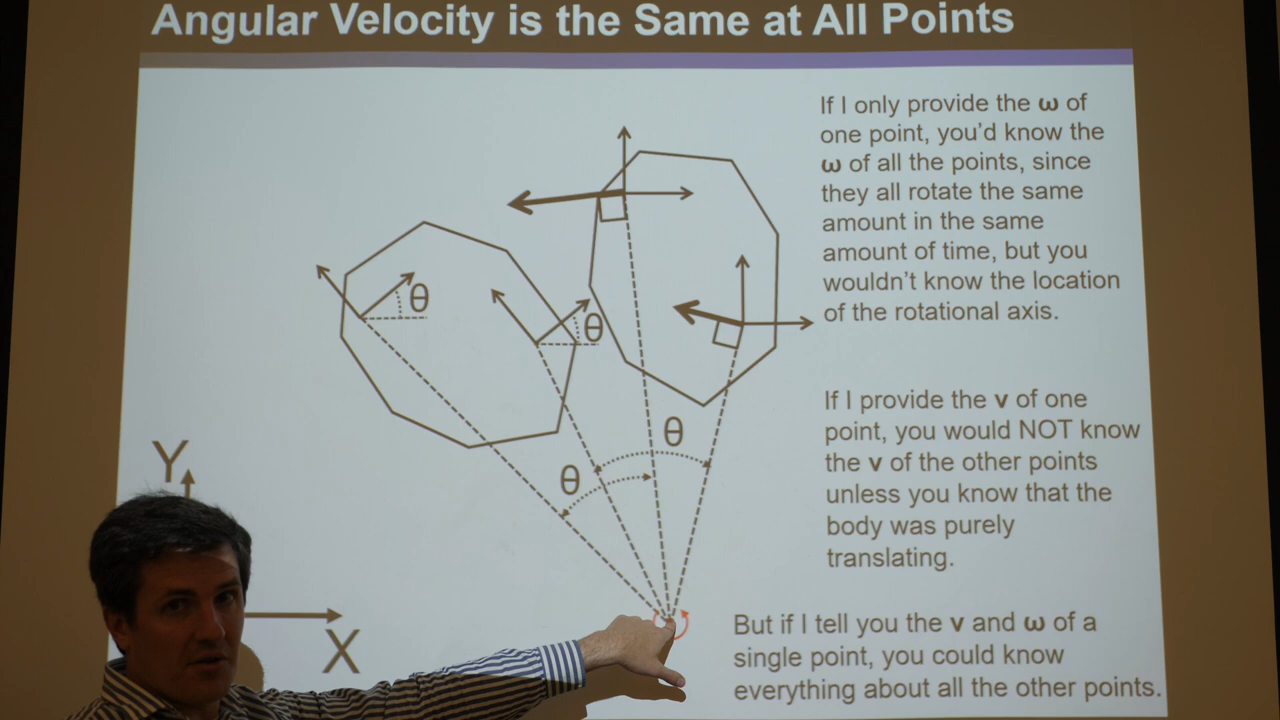 Angular Velocity is the Same at All Points
If I only provide the ω of
one point, you'd know the
ω of all the points, since
they all rotate the same
amount in the same
amount of time, but you
wouldn't know the location
of the rotational axis.
θ
θ
If I provide the v of one
point, you would NOT know
the v of the other points
unless you know that the
body was purely
translating.
θ
θ
Y
X
But if I tell you the v and ω of a
single point, you could know
everything about all the other points.